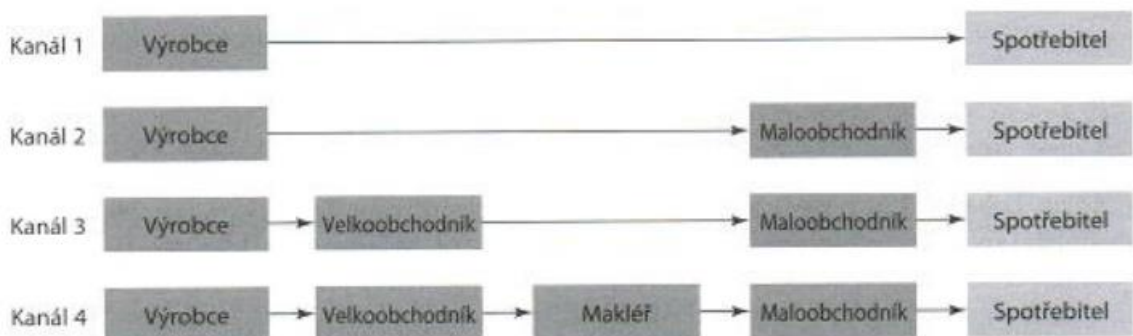 Kanál 1 Výrobce Spotřebitel
Kanál 2 Výrobce Maloobchodník Spotřebitel
Kanál 3 Výrobce Velkoobchodník Maloobchodník Spotřebitel
Kanál 4 Výrobce Velkoobchodník Makléř Maloobchodník Spotřebitel